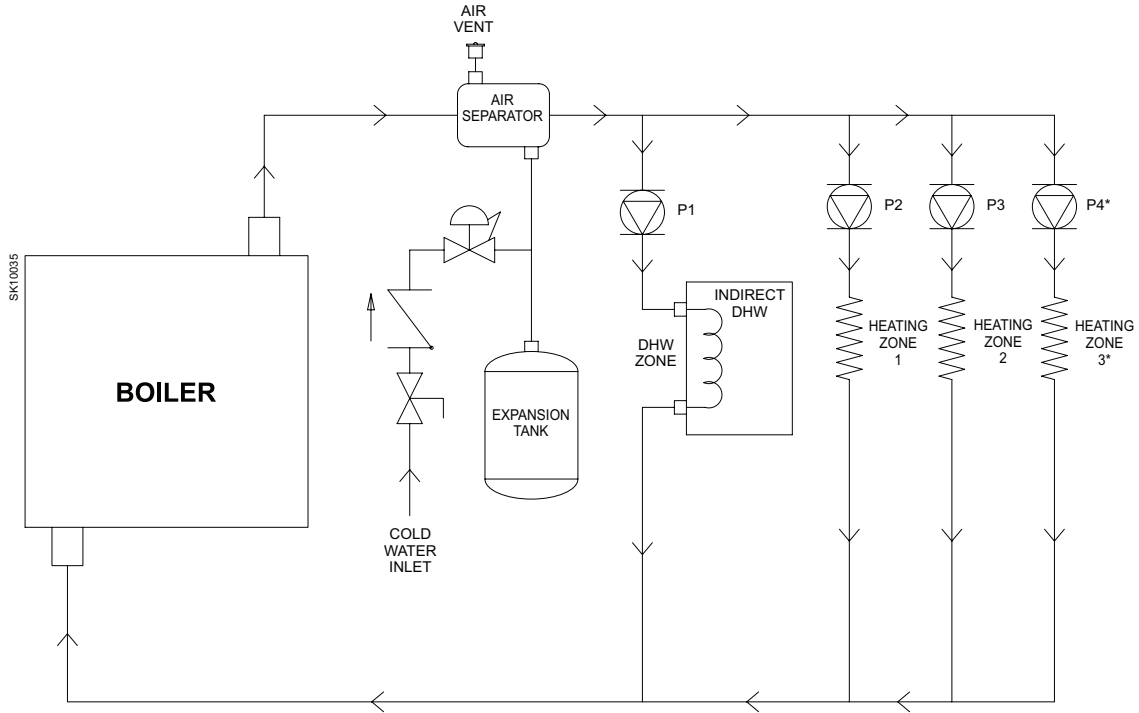 AIR
VENT
AIR
SEPARATOR
P1
P2
P3
P4*
SK10035
BOILER
INDIRECT
DHW
DHW
ZONE
HEATING
ZONE
1
HEATING
ZONE
2
HEATING
ZONE
3*
EXPANSION
TANK
COLD
WATER
INLET